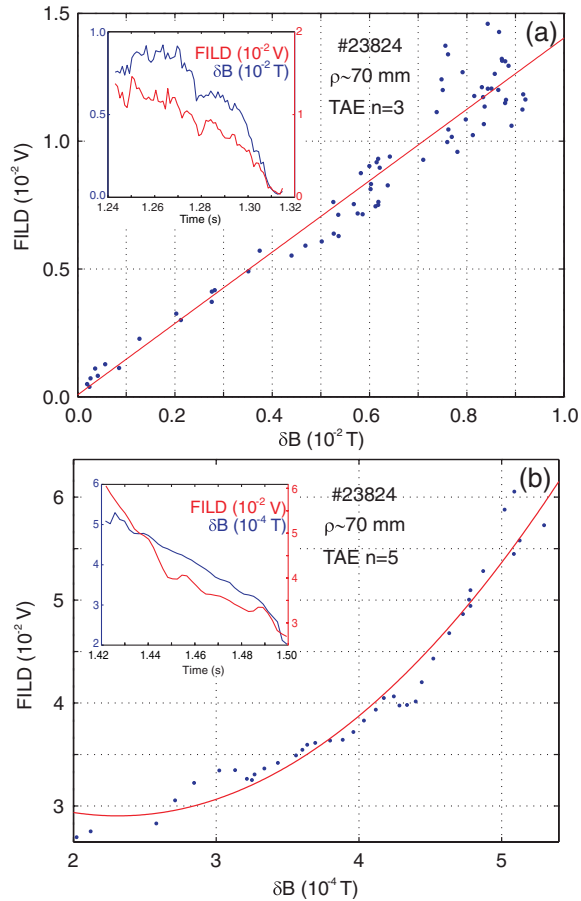 (a)
#23824
ρ~70 mm
TAE n=3
FILD (10⁻² V)
δB (10⁻² T)
1.0
0.5
0.0
2
1
0
1.24 1.26 1.28 1.30 1.32
Time (s)
FILD (10⁻² V)
1.5
1.0
0.5
0.0
0.0 0.2 0.4 0.6 0.8 1.0
δB (10⁻² T)
(b)
#23824
ρ~70 mm
TAE n=5
FILD (10⁻² V)
δB (10⁻⁴ T)
6
5
4
3
2
6
5
4
3
2
1.42 1.44 1.46 1.48 1.50
Time (s)
FILD (10⁻² V)
6
5
4
3
2 3 4 5
δB (10⁻⁴ T)